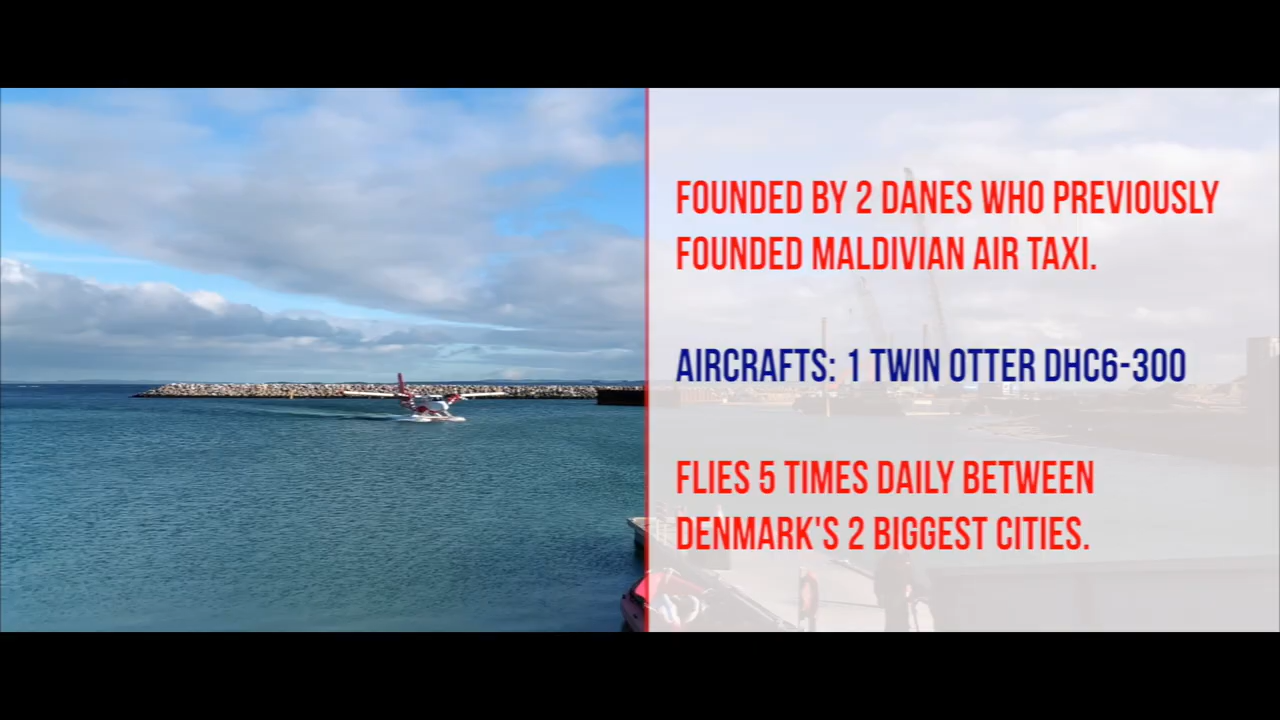 FOUNDED BY 2 DANES WHO PREVIOUSLY
FOUNDED MALDIVIAN AIR TAXI.
AIRCRAFTS: 1 TWIN OTTER DHC6-300
FLIES 5 TIMES DAILY BETWEEN
DENMARK'S 2 BIGGEST CITIES.